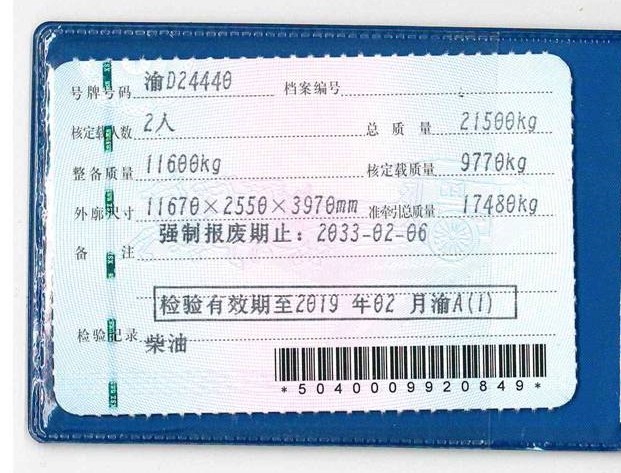 号牌号码 渝D24440 档案编号
核定载人数 2人 总质量 21500kg
整备质量 11600kg 核定载质量 9770kg
外廓尺寸 11670×2550×3970mm 准牵引总质量 17480kg
备注 强制报废期止：2033-02-06
检验有效期至2019 年02 月渝A(1)
检验记录
柴油
*5040009920849*